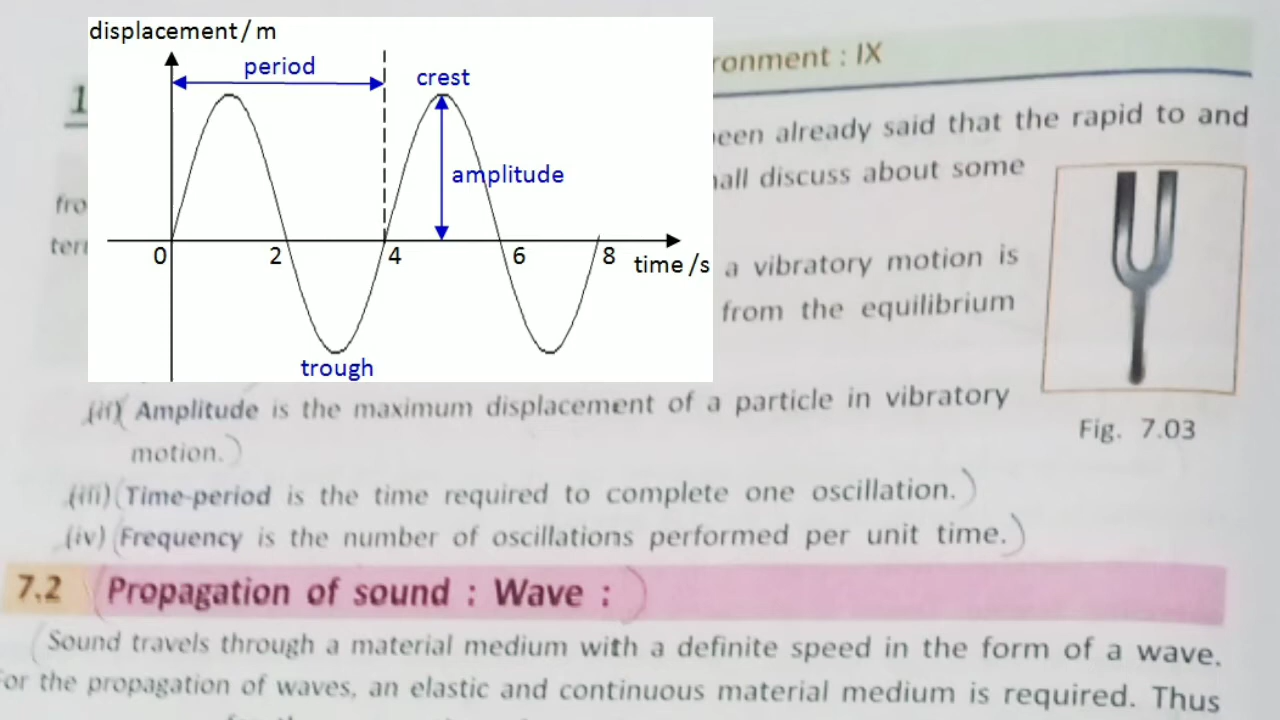 displacement / m
period
crest
amplitude
0 2 4 6 8 time /s
trough
: IX
1
already said that the rapid to and
discuss about some
a vibratory motion is
from the equilibrium
(ii) Amplitude is the maximum displacement of a particle in vibratory
motion.)
Fig. 7.03
(iii) (Time-period is the time required to complete one oscillation.)
(iv) (Frequency is the number of oscillations performed per unit time.)
7.2 (Propagation of sound : Wave :)
(Sound travels through a material medium with a definite speed in the form of a wave.
For the propagation of waves, an elastic and continuous material medium is required. Thus